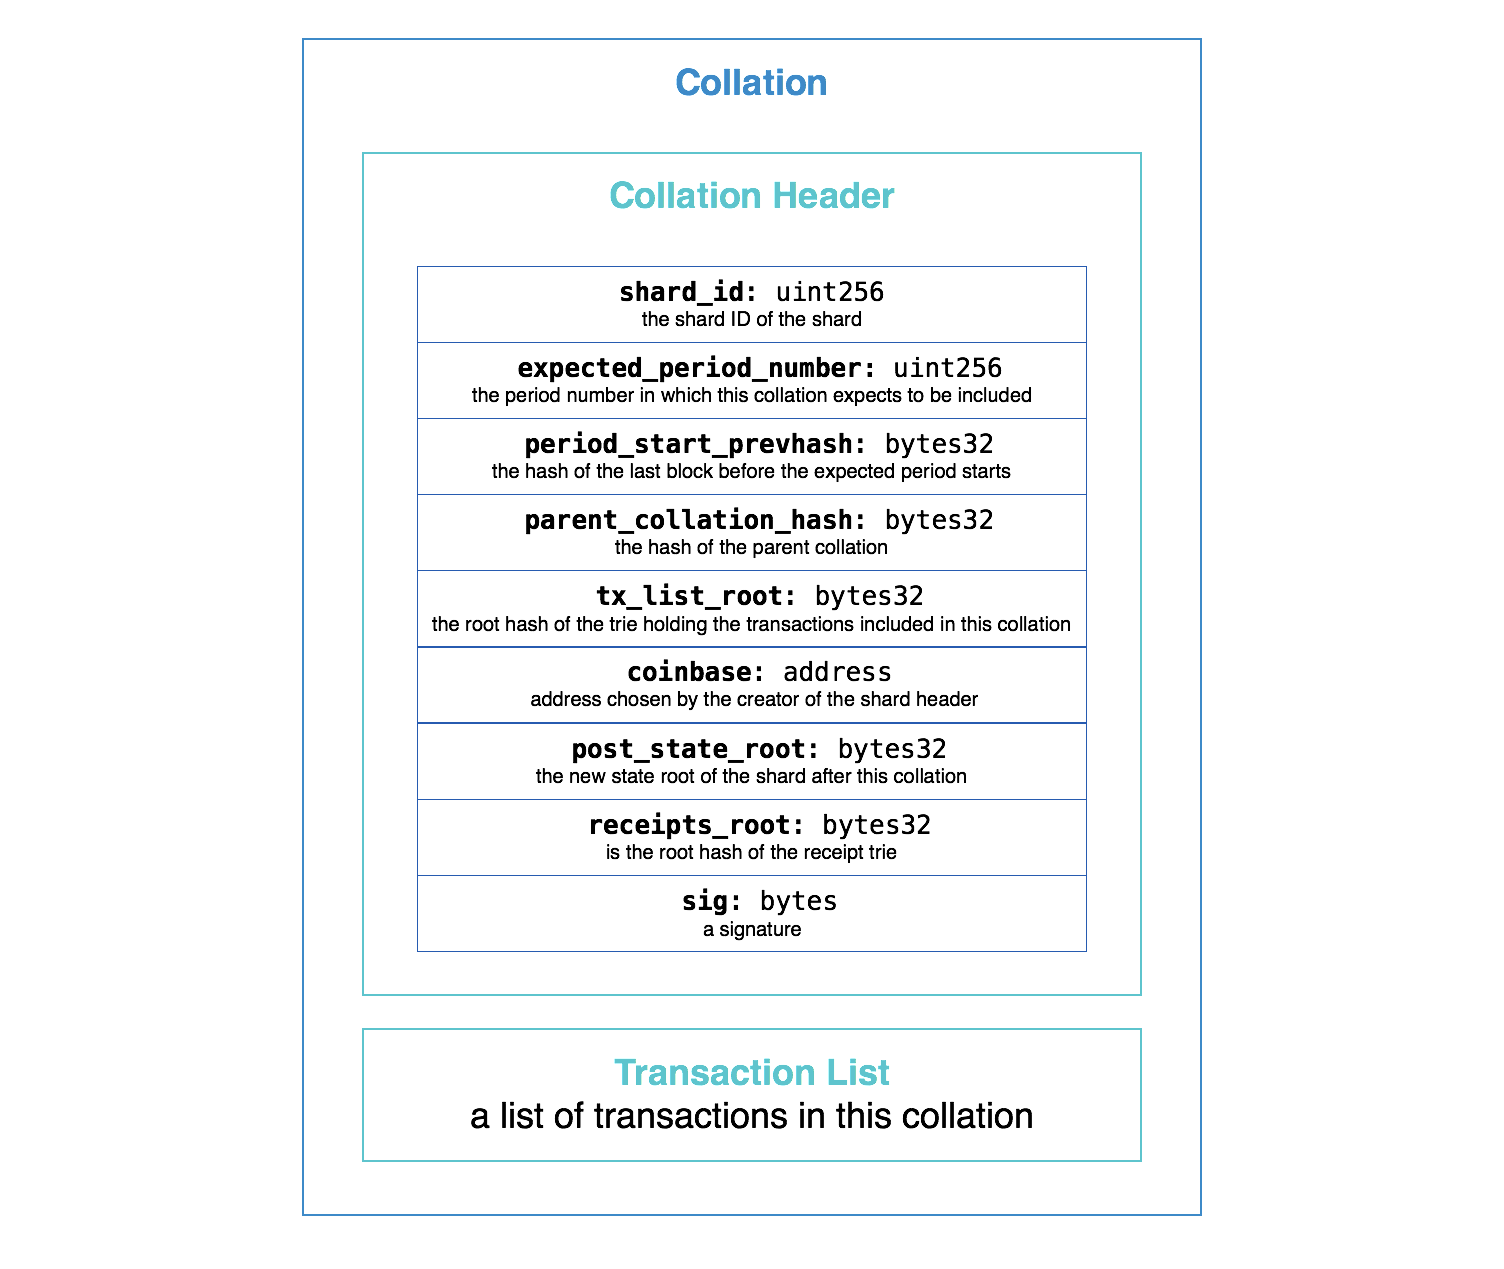 Collation
Collation Header
shard_id: uint256
the shard ID of the shard
expected_period_number: uint256
the period number in which this collation expects to be included
period_start_prevhash: bytes32
the hash of the last block before the expected period starts
parent_collation_hash: bytes32
the hash of the parent collation
tx_list_root: bytes32
the root hash of the trie holding the transactions included in this collation
coinbase: address
address chosen by the creator of the shard header
post_state_root: bytes32
the new state root of the shard after this collation
receipts_root: bytes32
is the root hash of the receipt trie
sig: bytes
a signature
Transaction List
a list of transactions in this collation